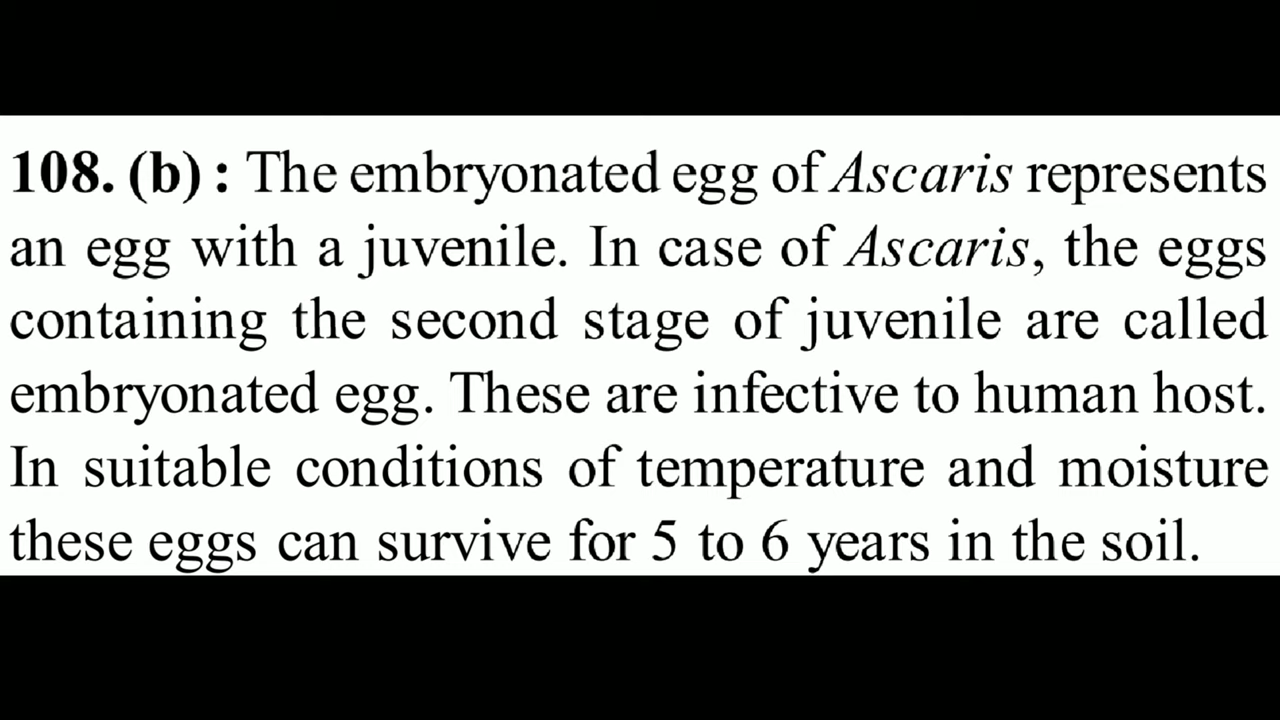 108. (b) : The embryonated egg of Ascaris represents
an egg with a juvenile. In case of Ascaris, the eggs
containing the second stage of juvenile are called
embryonated egg. These are infective to human host.
In suitable conditions of temperature and moisture
these eggs can survive for 5 to 6 years in the soil.